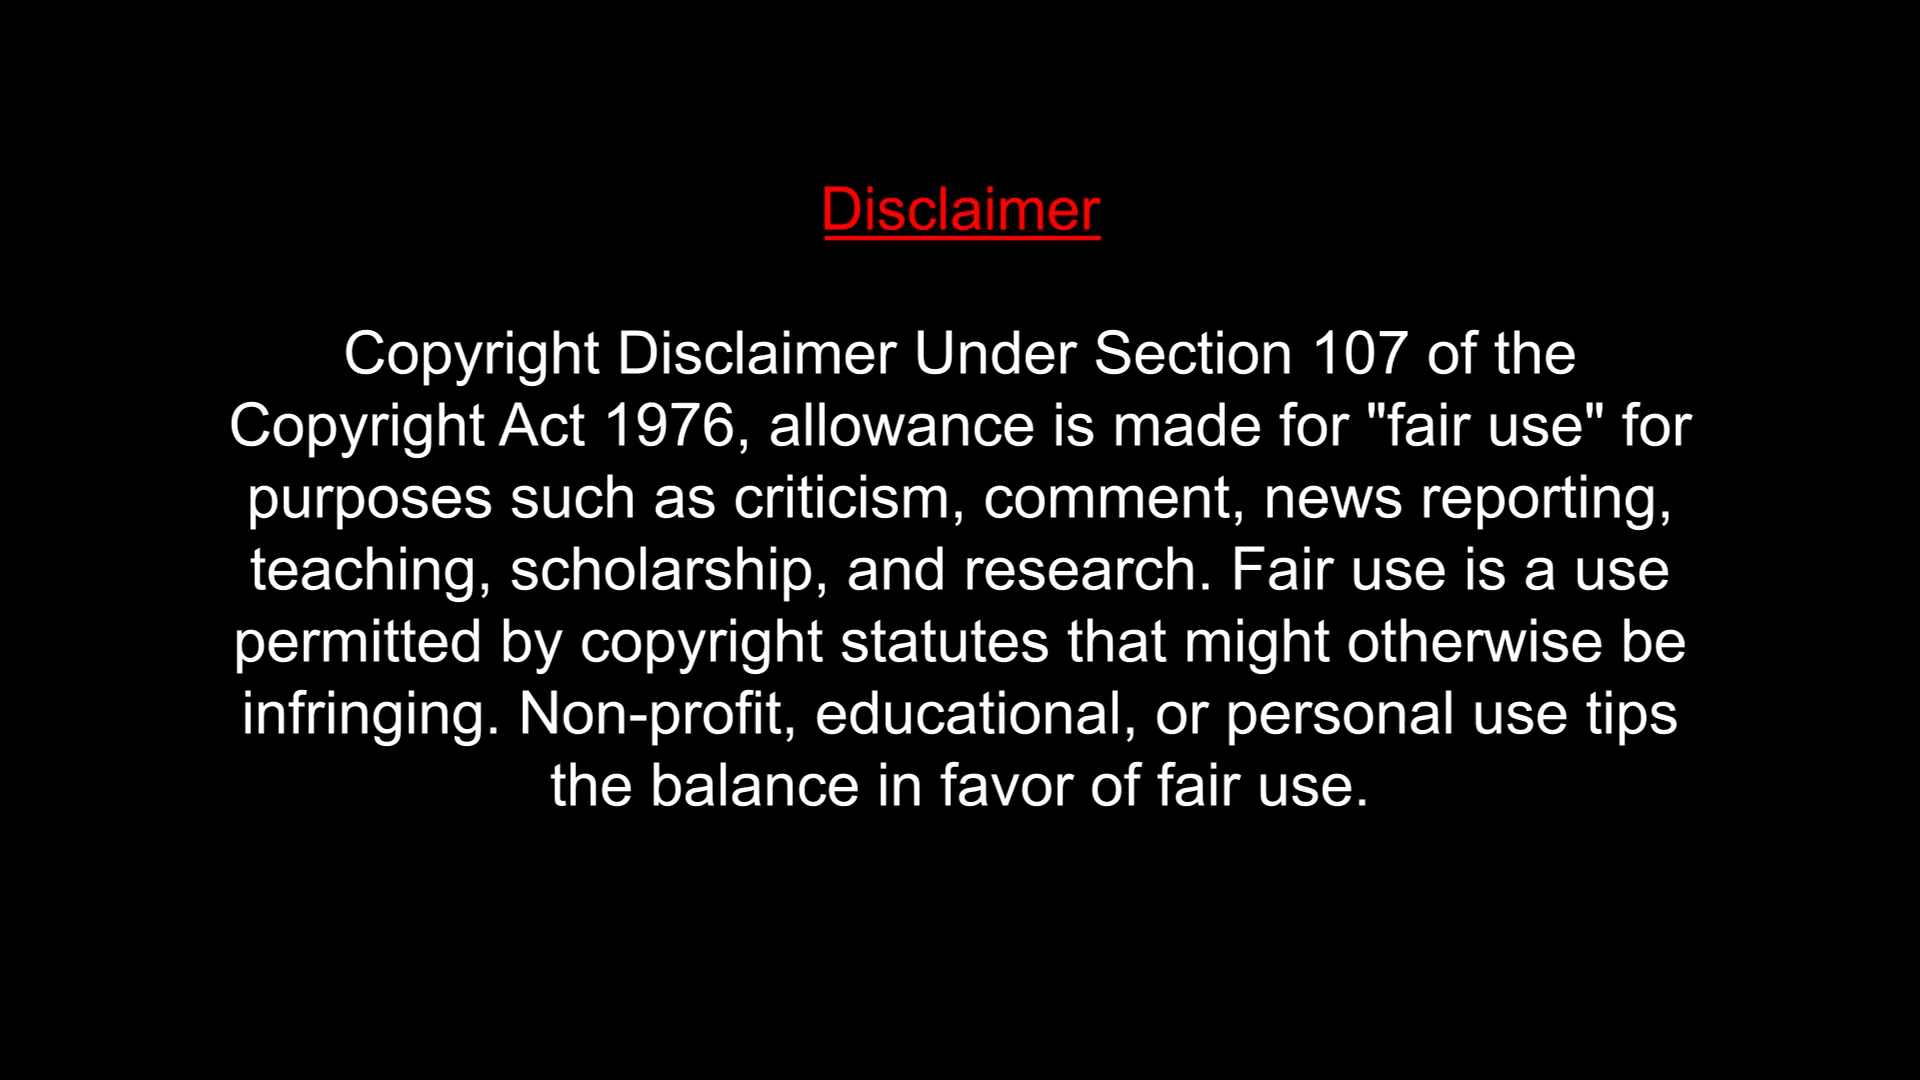 Disclaimer
Copyright Disclaimer Under Section 107 of the
Copyright Act 1976, allowance is made for "fair use" for
purposes such as criticism, comment, news reporting,
teaching, scholarship, and research. Fair use is a use
permitted by copyright statutes that might otherwise be
infringing. Non-profit, educational, or personal use tips
the balance in favor of fair use.